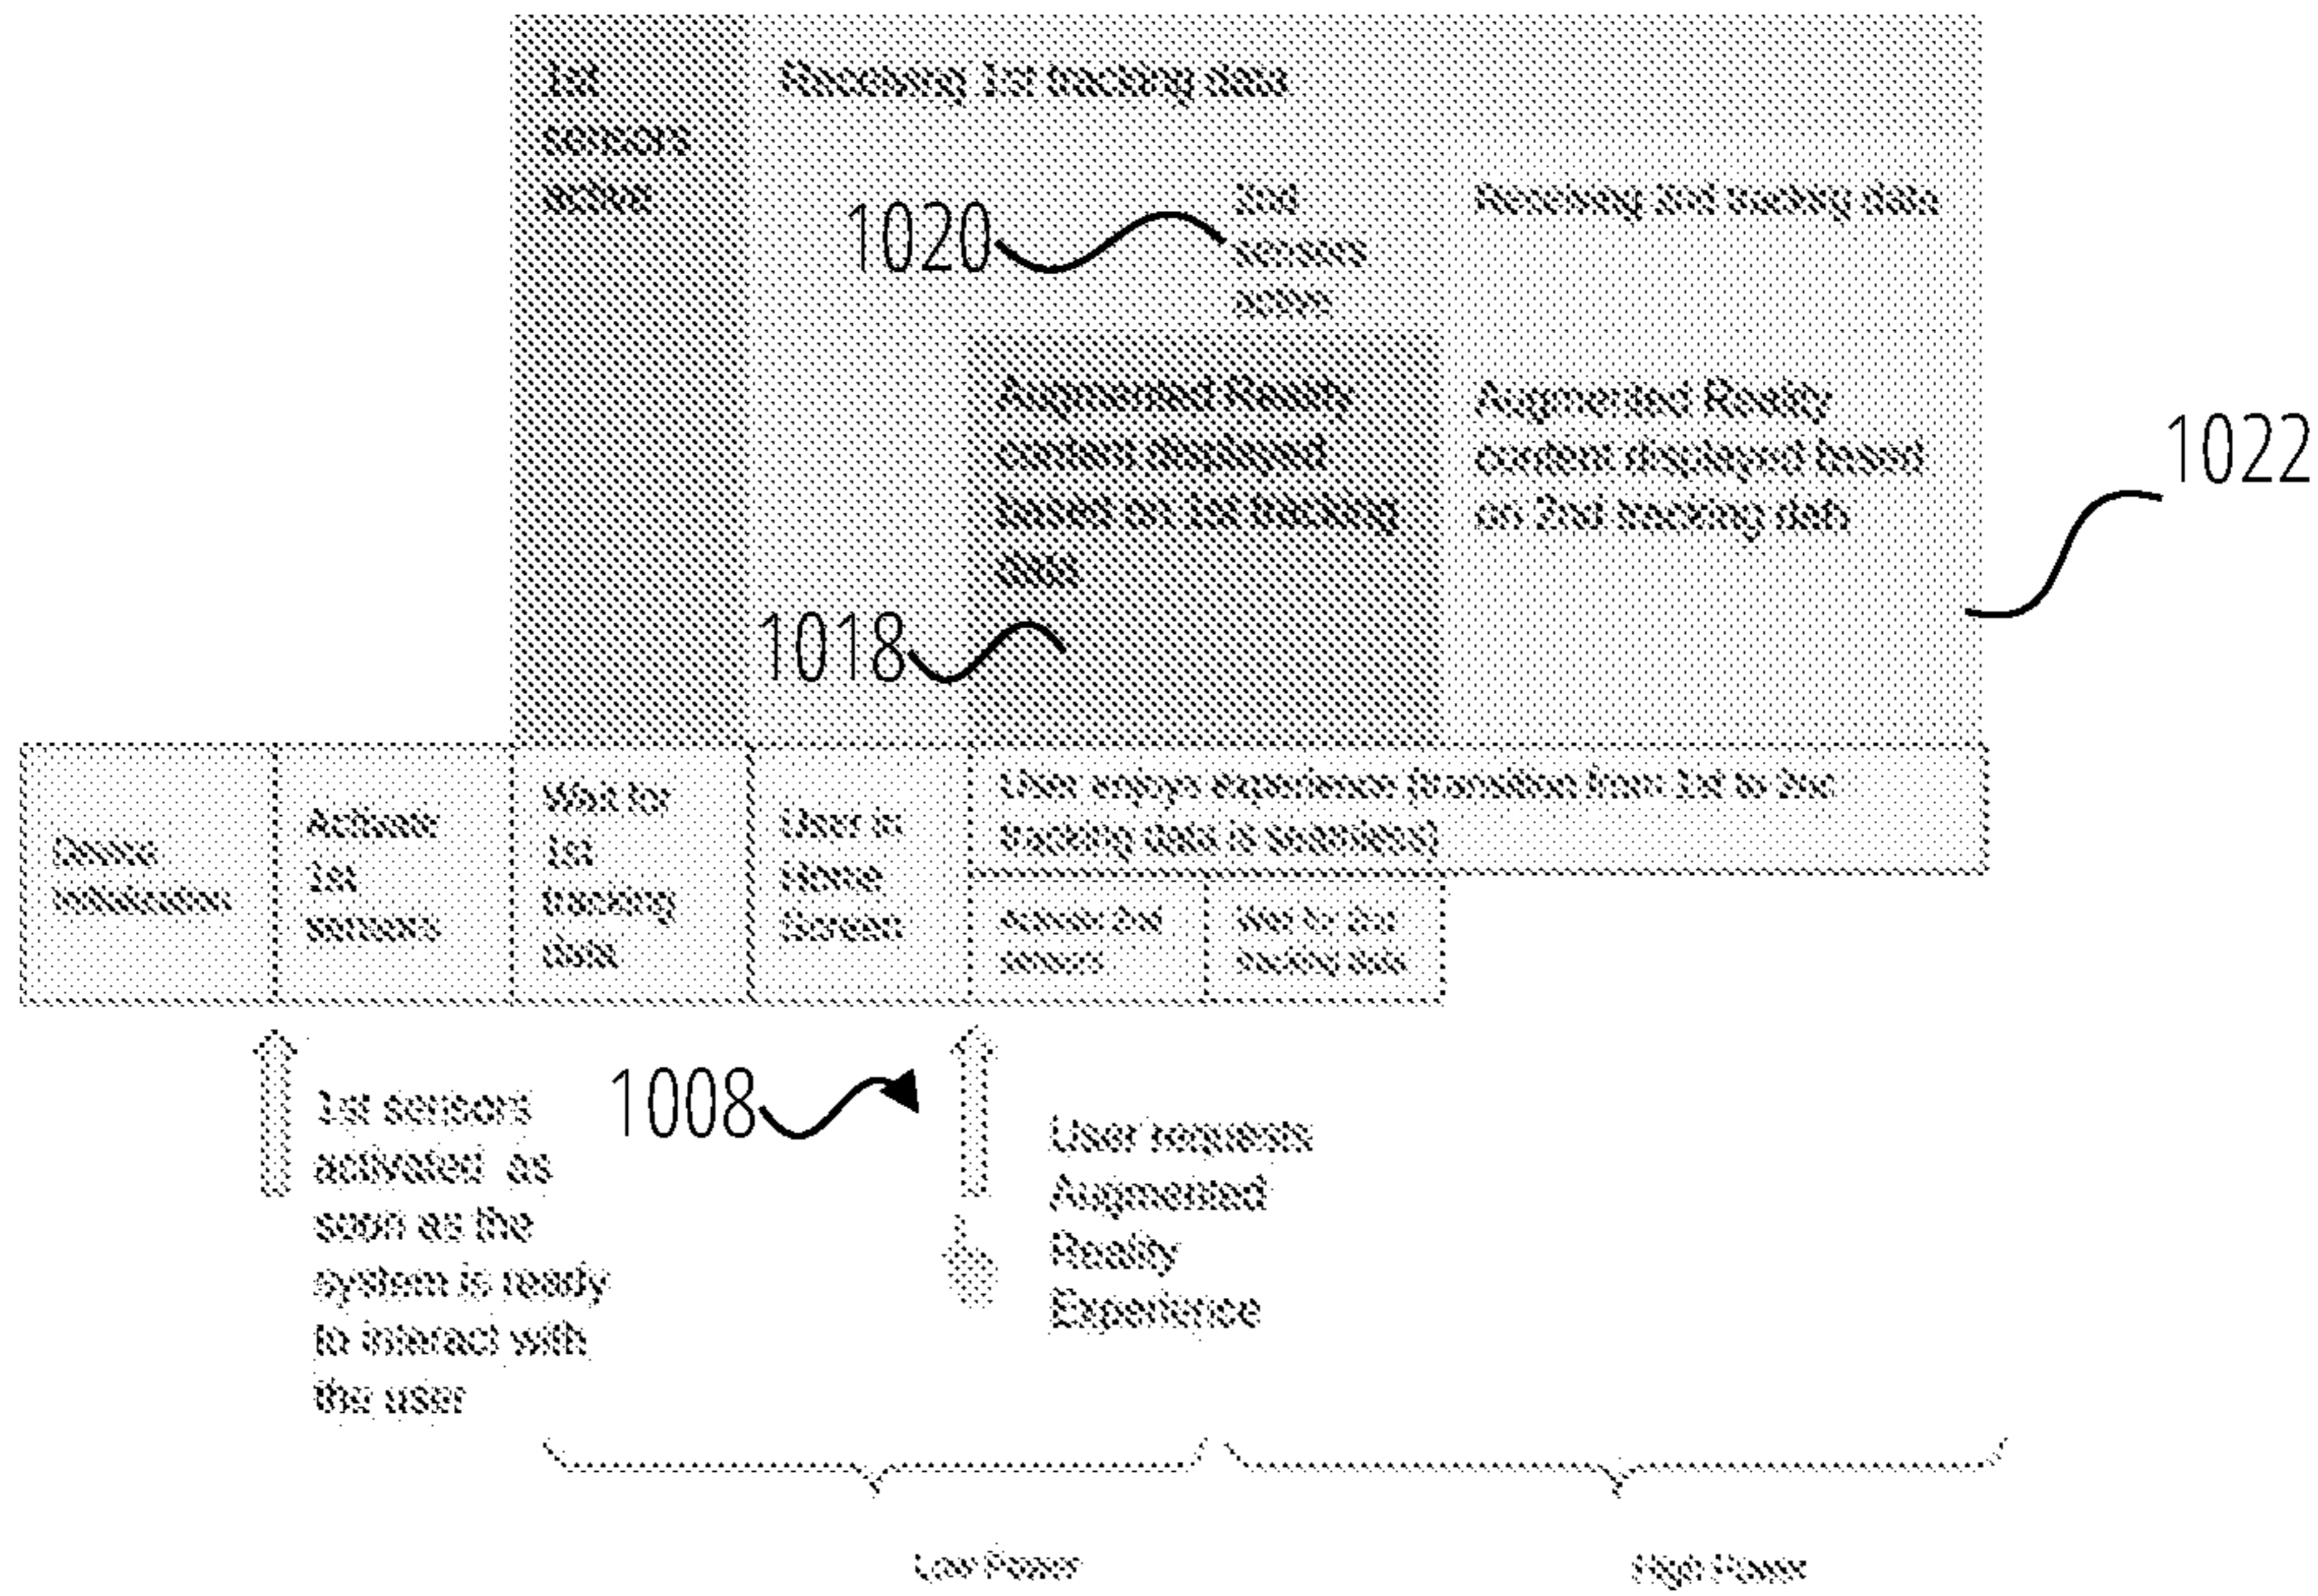 1st
sensors
active
Receiving 1st tracking data
1020
2nd
sensors
active
Receiving 2nd tracking data
Augmented Reality
content displayed
based on 1st tracking
data
Augmented Reality
content displayed based
on 2nd tracking data
1022
1018
Device
Initialization
Activate
1st
sensors
Wait for
1st
tracking
data
User in
Home
Screen
User enjoys experience (transition from 1st to 2nd
tracking data is seamless)
Activate 2nd
sensors
Wait for 2nd
tracking data
1008
1st sensors
activated as
soon as the
system is ready
to interact with
the user
User requests
Augmented
Reality
Experience
Low Power
High Power